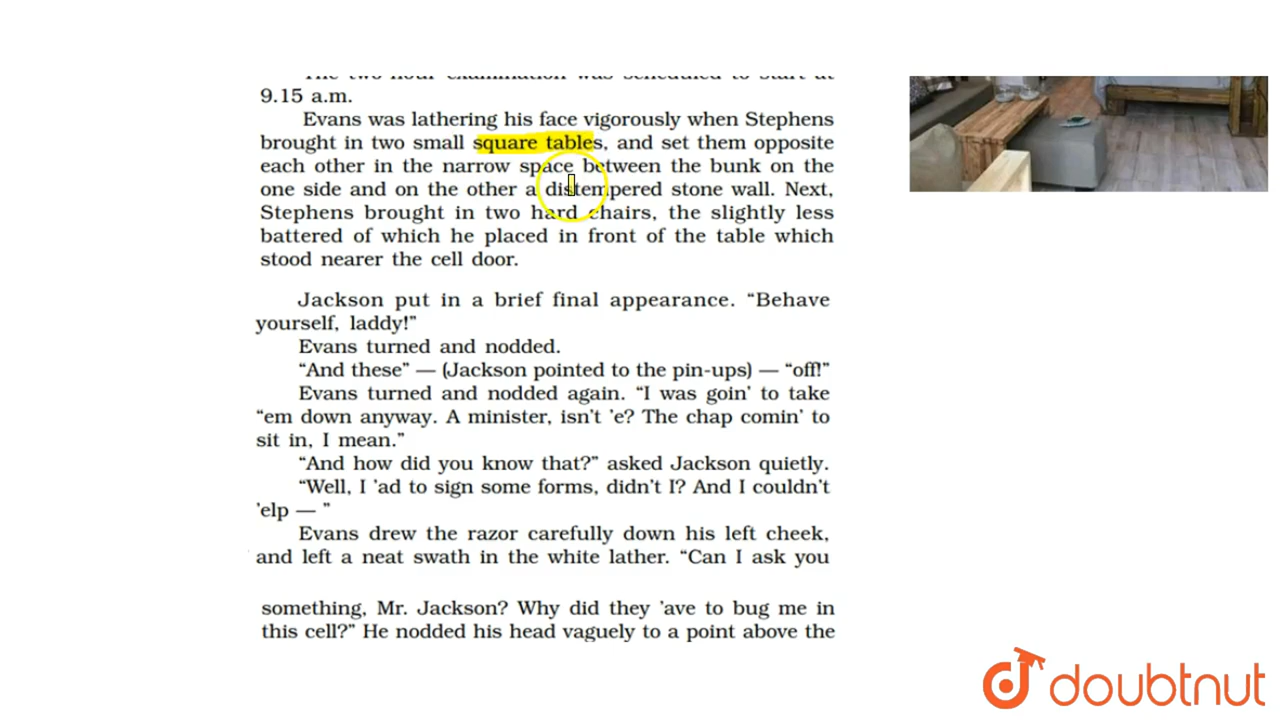 The two-hour examination was scheduled to start at
9.15 a.m.
Evans was lathering his face vigorously when Stephens
brought in two small square tables, and set them opposite
each other in the narrow space between the bunk on the
one side and on the other a distempered stone wall. Next,
Stephens brought in two hard chairs, the slightly less
battered of which he placed in front of the table which
stood nearer the cell door.
Jackson put in a brief final appearance. “Behave
yourself, laddy!”
Evans turned and nodded.
“And these” — (Jackson pointed to the pin-ups) — “off!”
Evans turned and nodded again. “I was goin’ to take
“em down anyway. A minister, isn’t ’e? The chap comin’ to
sit in, I mean.”
“And how did you know that?” asked Jackson quietly.
“Well, I ’ad to sign some forms, didn’t I? And I couldn’t
’elp — ”
Evans drew the razor carefully down his left cheek,
and left a neat swath in the white lather. “Can I ask you
something, Mr. Jackson? Why did they ’ave to bug me in
this cell?” He nodded his head vaguely to a point above the
doubtnut